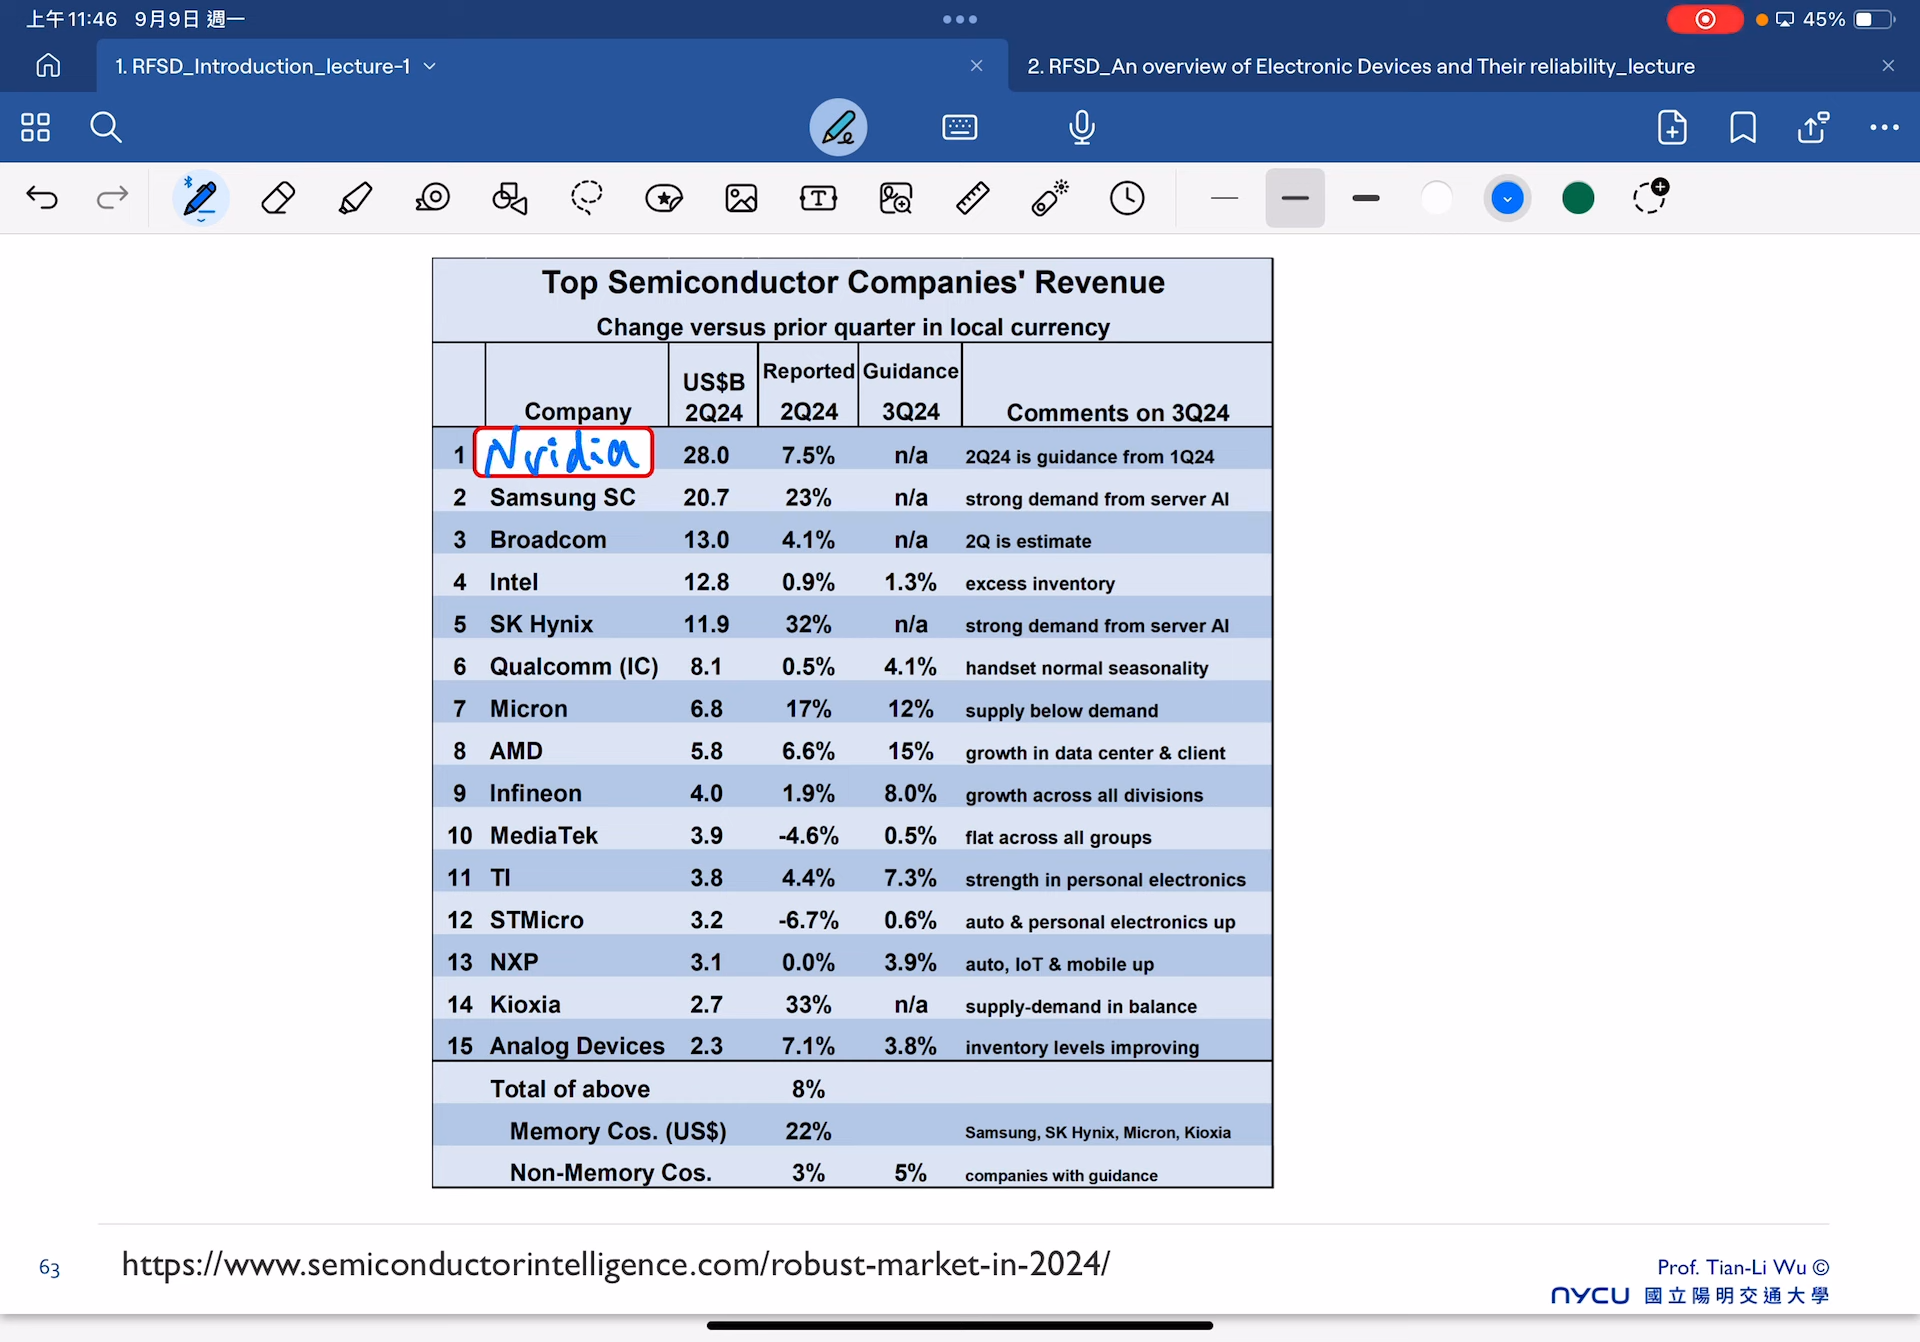 上午11:46 9月9日 週一
45%
1. RFSD_Introduction_lecture-1
2. RFSD_An overview of Electronic Devices and Their reliability_lecture
Top Semiconductor Companies' Revenue
Change versus prior quarter in local currency
Company US$B 2Q24 Reported 2Q24 Guidance 3Q24 Comments on 3Q24
1 Nvidia 28.0 7.5% n/a 2Q24 is guidance from 1Q24
2 Samsung SC 20.7 23% n/a strong demand from server AI
3 Broadcom 13.0 4.1% n/a 2Q is estimate
4 Intel 12.8 0.9% 1.3% excess inventory
5 SK Hynix 11.9 32% n/a strong demand from server AI
6 Qualcomm (IC) 8.1 0.5% 4.1% handset normal seasonality
7 Micron 6.8 17% 12% supply below demand
8 AMD 5.8 6.6% 15% growth in data center & client
9 Infineon 4.0 1.9% 8.0% growth across all divisions
10 MediaTek 3.9 -4.6% 0.5% flat across all groups
11 TI 3.8 4.4% 7.3% strength in personal electronics
12 STMicro 3.2 -6.7% 0.6% auto & personal electronics up
13 NXP 3.1 0.0% 3.9% auto, IoT & mobile up
14 Kioxia 2.7 33% n/a supply-demand in balance
15 Analog Devices 2.3 7.1% 3.8% inventory levels improving
Total of above 8%
Memory Cos. (US$) 22% Samsung, SK Hynix, Micron, Kioxia
Non-Memory Cos. 3% 5% companies with guidance
63
https://www.semiconductorintelligence.com/robust-market-in-2024/
Prof. Tian-Li Wu ©
NYCU 國立陽明交通大學